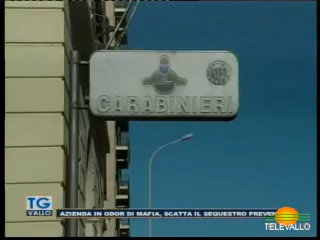 CARABINIERI
TG
VALLO
AZIENDA IN ODOR DI MAFIA, SCATTA IL SEQUESTRO PREVEN
TELEVALLO